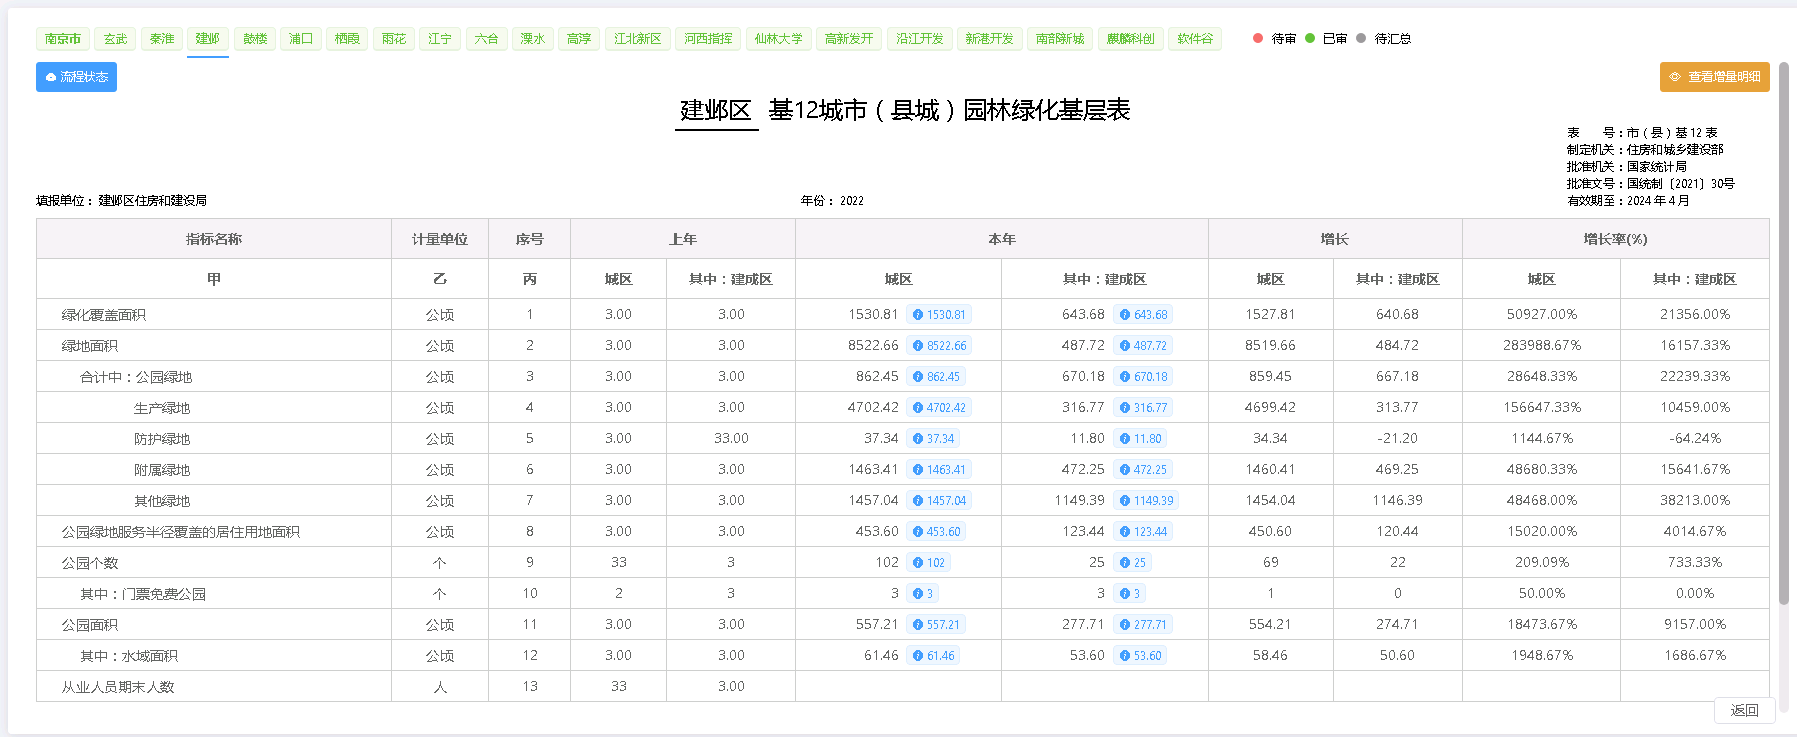 南京市 玄武 秦淮 建邺 鼓楼 浦口 栖霞 雨花 江宁 六合 溧水 高淳 江北新区 河西指挥 仙林大学 高新开发 沿江开发 新港开发 南部新城 麒麟科创 软件谷 待审 已审 待汇总
流程状态 查看增量明细
建邺区 基12城市（县城）园林绿化基层表
表 号：市（县）基 12 表
制定机关：住房和城乡建设部
批准机关：国家统计局
批准文号：国统制〔2021〕30号
填报单位： 建邺区住房和建设局 年份： 2022 有效期至：2024 年 4 月
指标名称 计量单位 序号 上年 本年 增长 增长率(%)
甲 乙 丙 城区 其中：建成区 城区 其中：建成区 城区 其中：建成区 城区 其中：建成区
绿化覆盖面积 公顷 1 3.00 3.00 1530.81 1530.81 643.68 643.68 1527.81 640.68 50927.00% 21356.00%
绿地面积 公顷 2 3.00 3.00 8522.66 8522.66 487.72 487.72 8519.66 484.72 283988.67% 16157.33%
合计中：公园绿地 公顷 3 3.00 3.00 862.45 862.45 670.18 670.18 859.45 667.18 28648.33% 22239.33%
生产绿地 公顷 4 3.00 3.00 4702.42 4702.42 316.77 316.77 4699.42 313.77 156647.33% 10459.00%
防护绿地 公顷 5 3.00 33.00 37.34 37.34 11.80 11.80 34.34 -21.20 1144.67% -64.24%
附属绿地 公顷 6 3.00 3.00 1463.41 1463.41 472.25 472.25 1460.41 469.25 48680.33% 15641.67%
其他绿地 公顷 7 3.00 3.00 1457.04 1457.04 1149.39 1149.39 1454.04 1146.39 48468.00% 38213.00%
公园绿地服务半径覆盖的居住用地面积 公顷 8 3.00 3.00 453.60 453.60 123.44 123.44 450.60 120.44 15020.00% 4014.67%
公园个数 个 9 33 3 102 102 25 25 69 22 209.09% 733.33%
其中：门票免费公园 个 10 2 3 3 3 3 3 1 0 50.00% 0.00%
公园面积 公顷 11 3.00 3.00 557.21 557.21 277.71 277.71 554.21 274.71 18473.67% 9157.00%
其中：水域面积 公顷 12 3.00 3.00 61.46 61.46 53.60 53.60 58.46 50.60 1948.67% 1686.67%
从业人员期末人数 人 13 33 3.00
返回